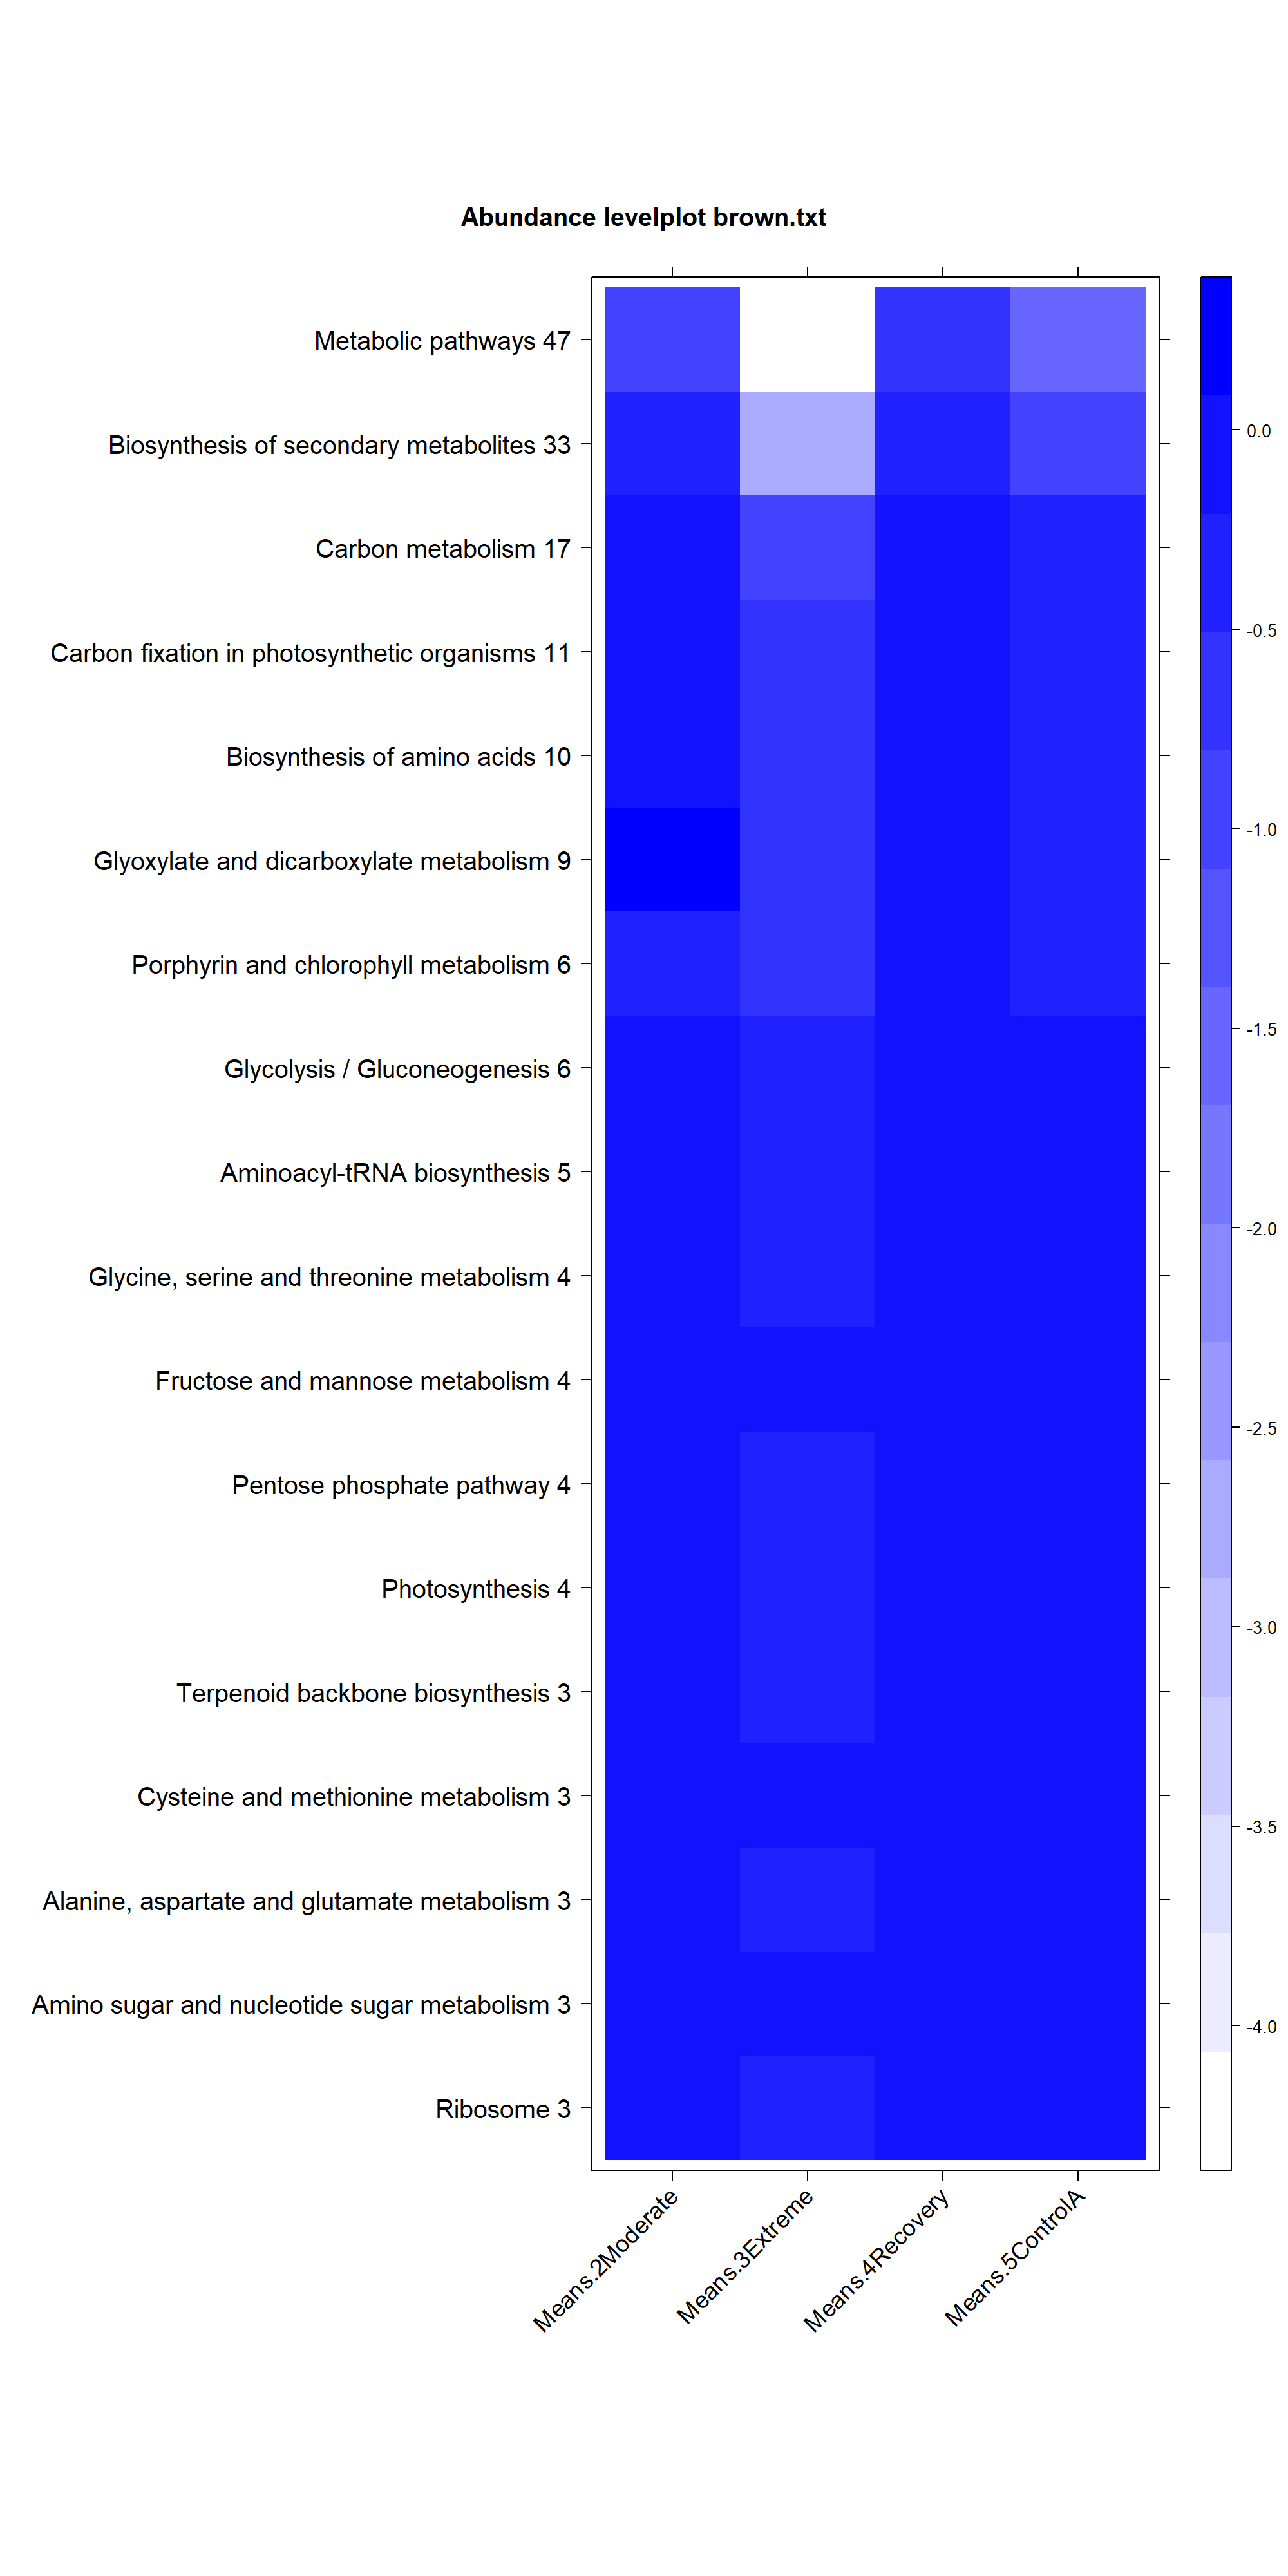 Abundance levelplot brown.txt
Metabolic pathways 47
Biosynthesis of secondary metabolites 33
Carbon metabolism 17
Carbon fixation in photosynthetic organisms 11
Biosynthesis of amino acids 10
Glyoxylate and dicarboxylate metabolism 9
Porphyrin and chlorophyll metabolism 6
Glycolysis / Gluconeogenesis 6
Aminoacyl-tRNA biosynthesis 5
Glycine, serine and threonine metabolism 4
Fructose and mannose metabolism 4
Pentose phosphate pathway 4
Photosynthesis 4
Terpenoid backbone biosynthesis 3
Cysteine and methionine metabolism 3
Alanine, aspartate and glutamate metabolism 3
Amino sugar and nucleotide sugar metabolism 3
Ribosome 3
Means.2Moderate
Means.3Extreme
Means.4Recovery
Means.5ControlA
0.0
-0.5
-1.0
-1.5
-2.0
-2.5
-3.0
-3.5
-4.0